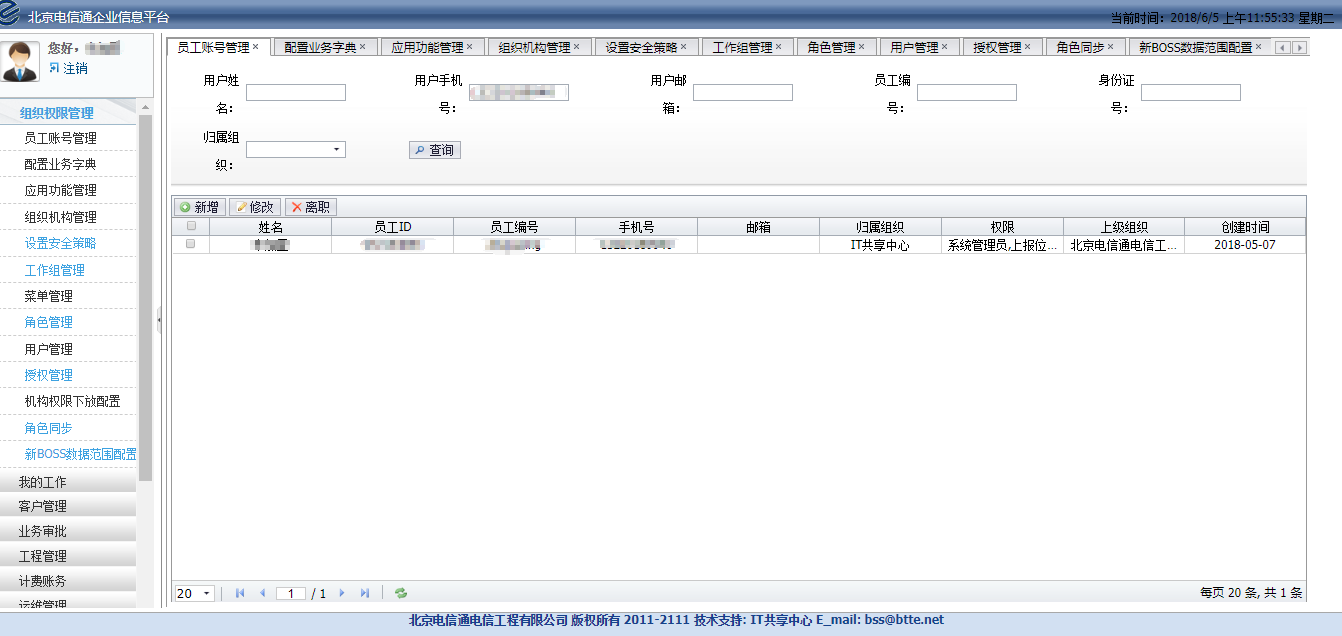 北京电信通企业信息平台
当前时间: 2018/6/5 上午11:55:33 星期二
您好，
注销
组织权限管理
员工账号管理
配置业务字典
应用功能管理
组织机构管理
设置安全策略
工作组管理
菜单管理
角色管理
用户管理
授权管理
机构权限下放配置
角色同步
新BOSS数据范围配置
我的工作
客户管理
业务审批
工程管理
计费账务
运维管理
员工账号管理 × 配置业务字典 × 应用功能管理 × 组织机构管理 × 设置安全策略 × 工作组管理 × 角色管理 × 用户管理 × 授权管理 × 角色同步 × 新BOSS数据范围配置 ×
用户姓名: 用户手机号: 用户邮箱: 员工编号: 身份证号:
归属组织: 查询
新增 修改 离职
姓名 员工ID 员工编号 手机号 邮箱 归属组织 权限 上级组织 创建时间
IT共享中心 系统管理员,上报位... 北京电信通电信工... 2018-05-07
20 1 / 1 每页 20 条, 共 1 条
北京电信通电信工程有限公司 版权所有 2011-2111 技术支持: IT共享中心 E_mail: bss@btte.net